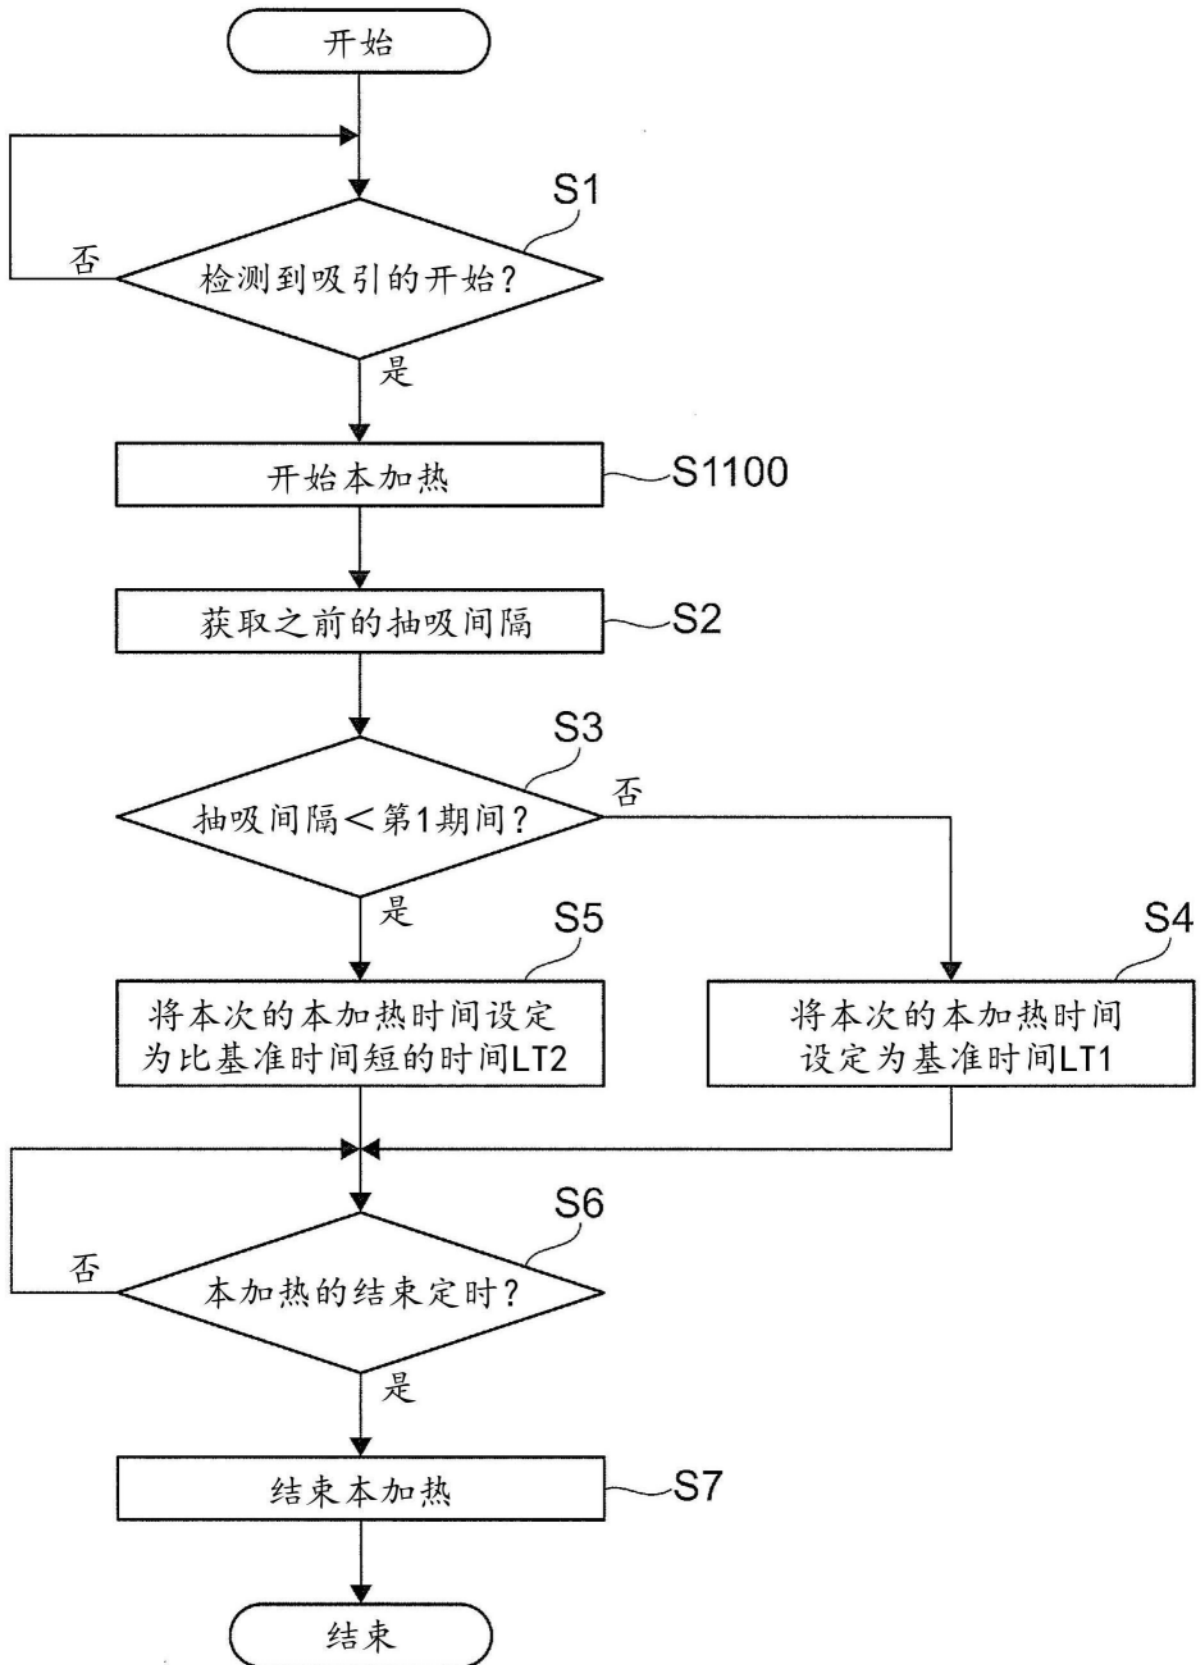 开始
S1
否
检测到吸引的开始?
是
开始本加热
S1100
获取之前的抽吸间隔
S2
S3
抽吸间隔<第1期间?
否
是
S5
S4
将本次的本加热时间设定
为比基准时间短的时间LT2
将本次的本加热时间
设定为基准时间LT1
S6
否
本加热的结束定时?
是
结束本加热
S7
结束